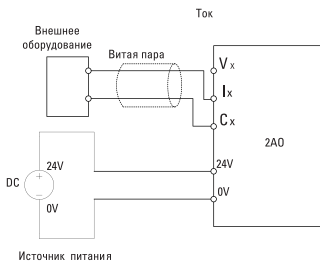 Ток
Внешнее
оборудование
Витая пара
Vx
Ix
Cx
2AO
24V
24V
DC
0V
0V
Источник питания